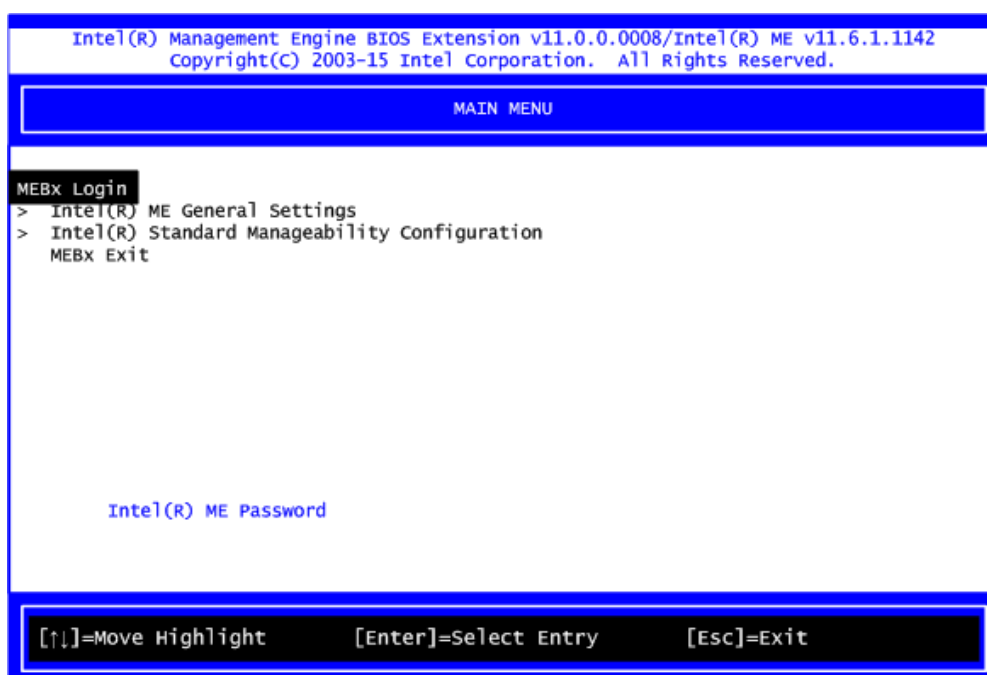 Intel(R) Management Engine BIOS Extension v11.0.0.0008/Intel(R) ME v11.6.1.1142
Copyright(C) 2003-15 Intel Corporation. All Rights Reserved.
MAIN MENU
MEBx Login
> Intel(R) ME General Settings
> Intel(R) Standard Manageability Configuration
MEBx Exit
Intel(R) ME Password
[↑↓]=Move Highlight [Enter]=Select Entry [Esc]=Exit